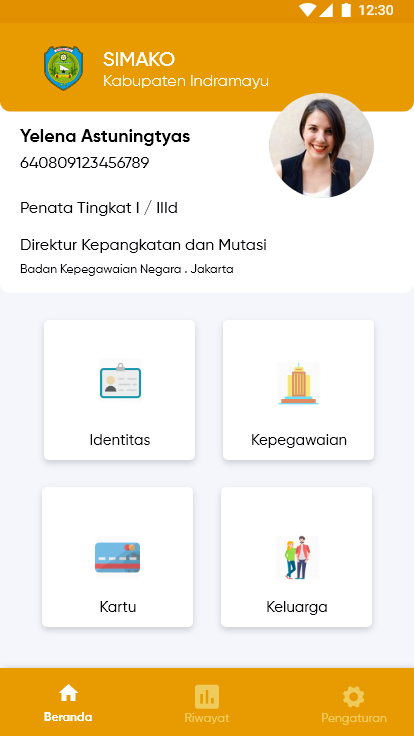 12:30
SIMAKO
Kabupaten Indramayu
Yelena Astuningtyas
640809123456789
Penata Tingkat I / IIId
Direktur Kepangkatan dan Mutasi
Badan Kepegawaian Negara . Jakarta
Identitas
Kepegawaian
Kartu
Keluarga
Beranda
Riwayat
Pengaturan